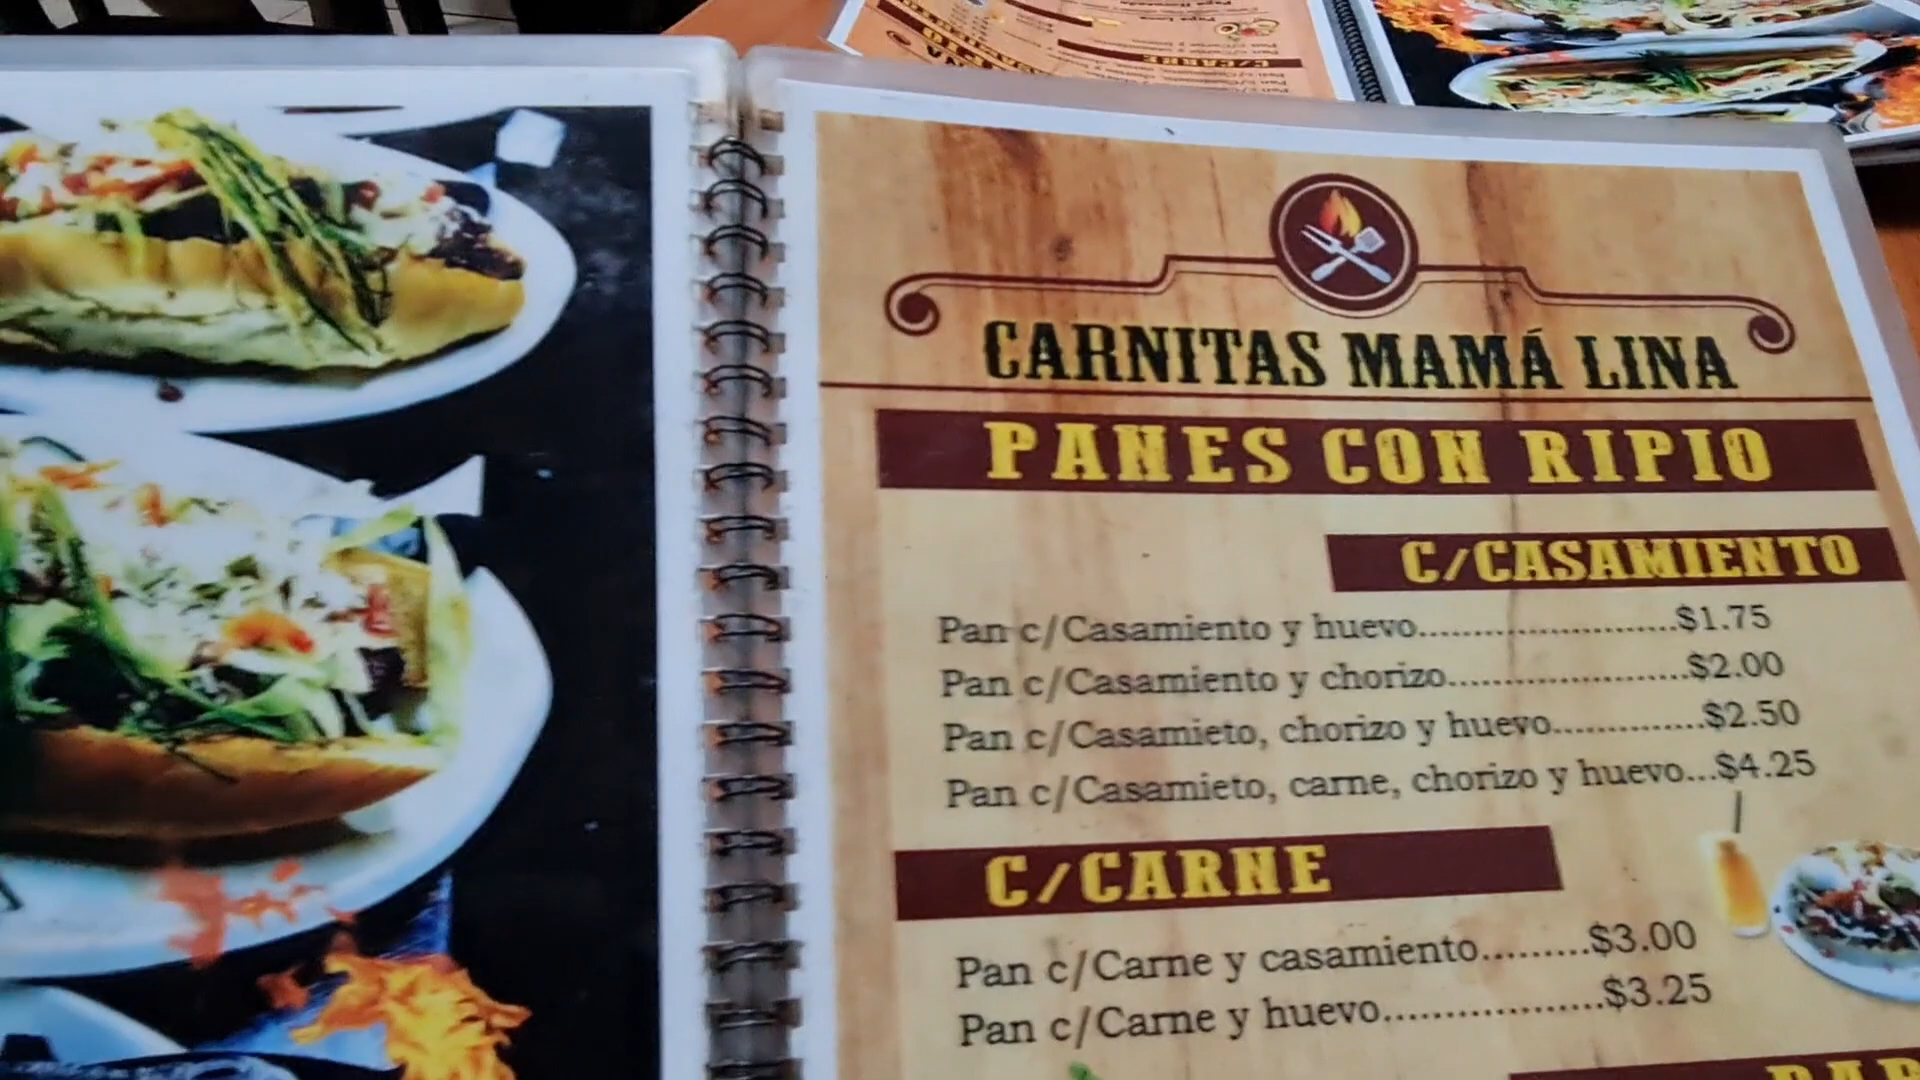 C/CARNE
CARNITAS MAMÁ LINA
PANES CON RIPIO
C/CASAMIENTO
Pan c/Casamiento y huevo........................$1.75
Pan c/Casamiento y chorizo......................$2.00
Pan c/Casamieto, chorizo y huevo..............$2.50
Pan c/Casamieto, carne, chorizo y huevo...$4.25
C/CARNE
Pan c/Carne y casamiento.........$3.00
Pan c/Carne y huevo...................$3.25